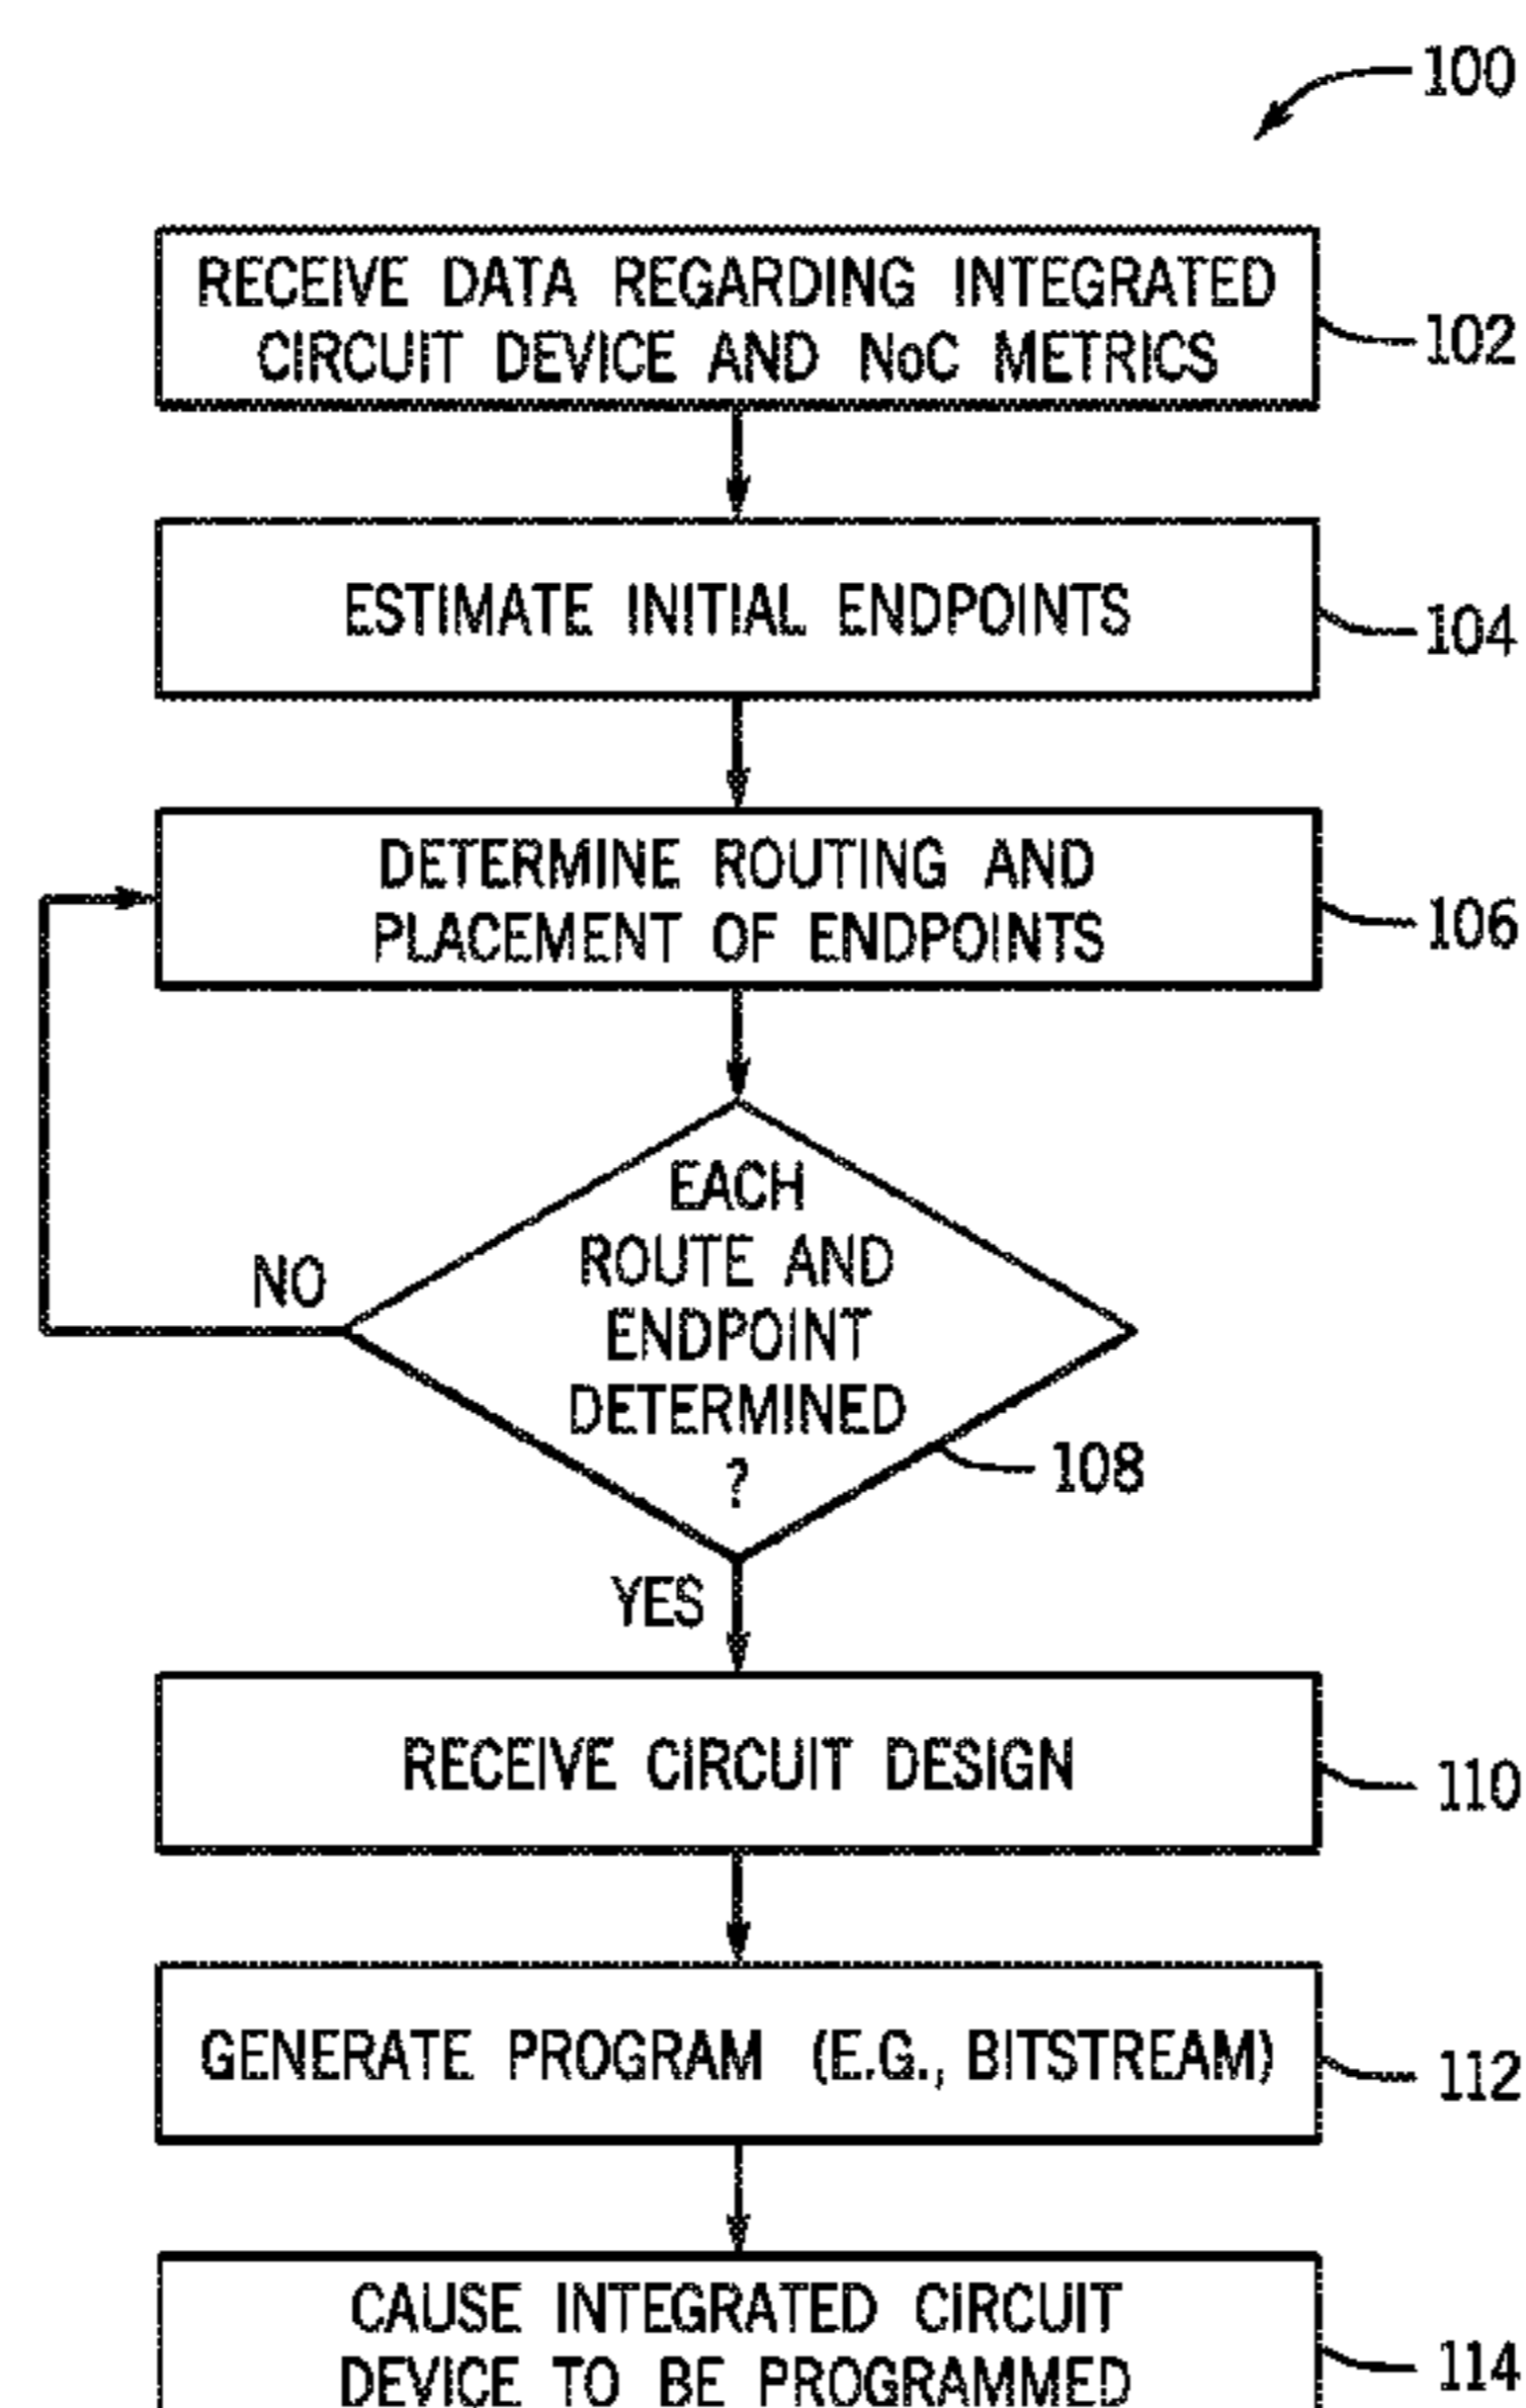 100
RECEIVE DATA REGARDING INTEGRATED
CIRCUIT DEVICE AND NoC METRICS
102
ESTIMATE INITIAL ENDPOINTS
104
DETERMINE ROUTING AND
PLACEMENT OF ENDPOINTS
106
EACH
ROUTE AND
ENDPOINT
DETERMINED
?
NO
108
YES
RECEIVE CIRCUIT DESIGN
110
GENERATE PROGRAM (E.G., BITSTREAM)
112
CAUSE INTEGRATED CIRCUIT
DEVICE TO BE PROGRAMMED
114